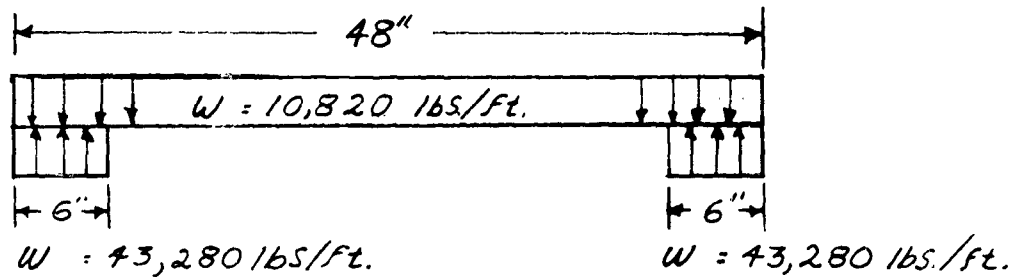 48"
W = 10,820 lbs/ft.
6" 6"
W = 43,280 lbs/ft. W = 43,280 lbs./ft.